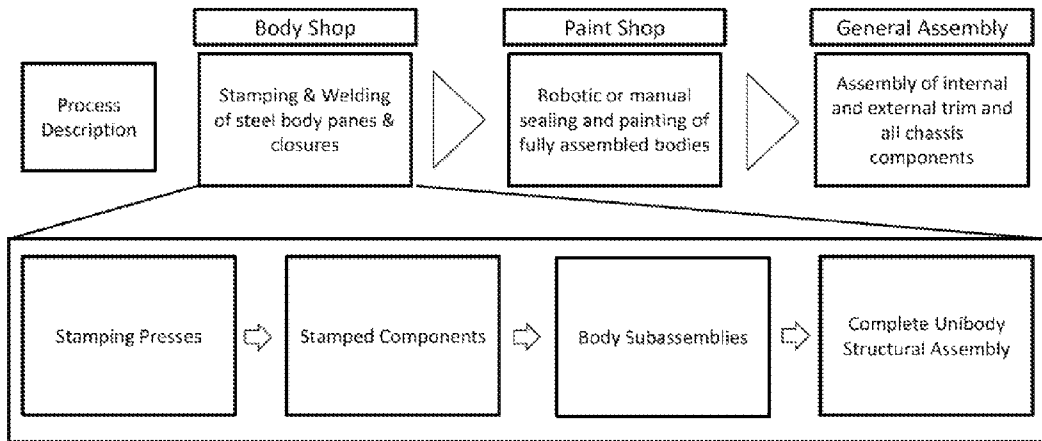 Body Shop
Paint Shop
General Assembly
Process
Description
Stamping & Welding
of steel body panes &
closures
Robotic or manual
sealing and painting of
fully assembled bodies
Assembly of internal
and external trim and
all chassis
components
Stamping Presses
Stamped Components
Body Subassemblies
Complete Unibody
Structural Assembly